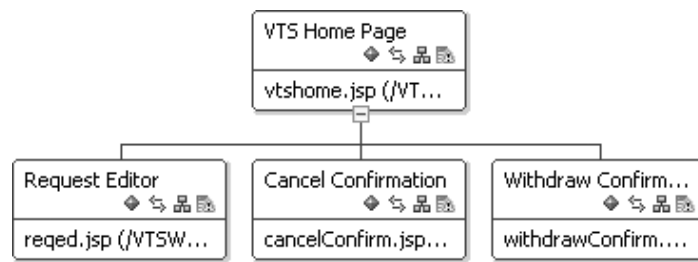 VTS Home Page
vtshome.jsp (/VT...
Request Editor
reqed.jsp (/VTSW...
Cancel Confirmation
cancelConfirm.jsp...
Withdraw Confirm...
withdrawConfirm....